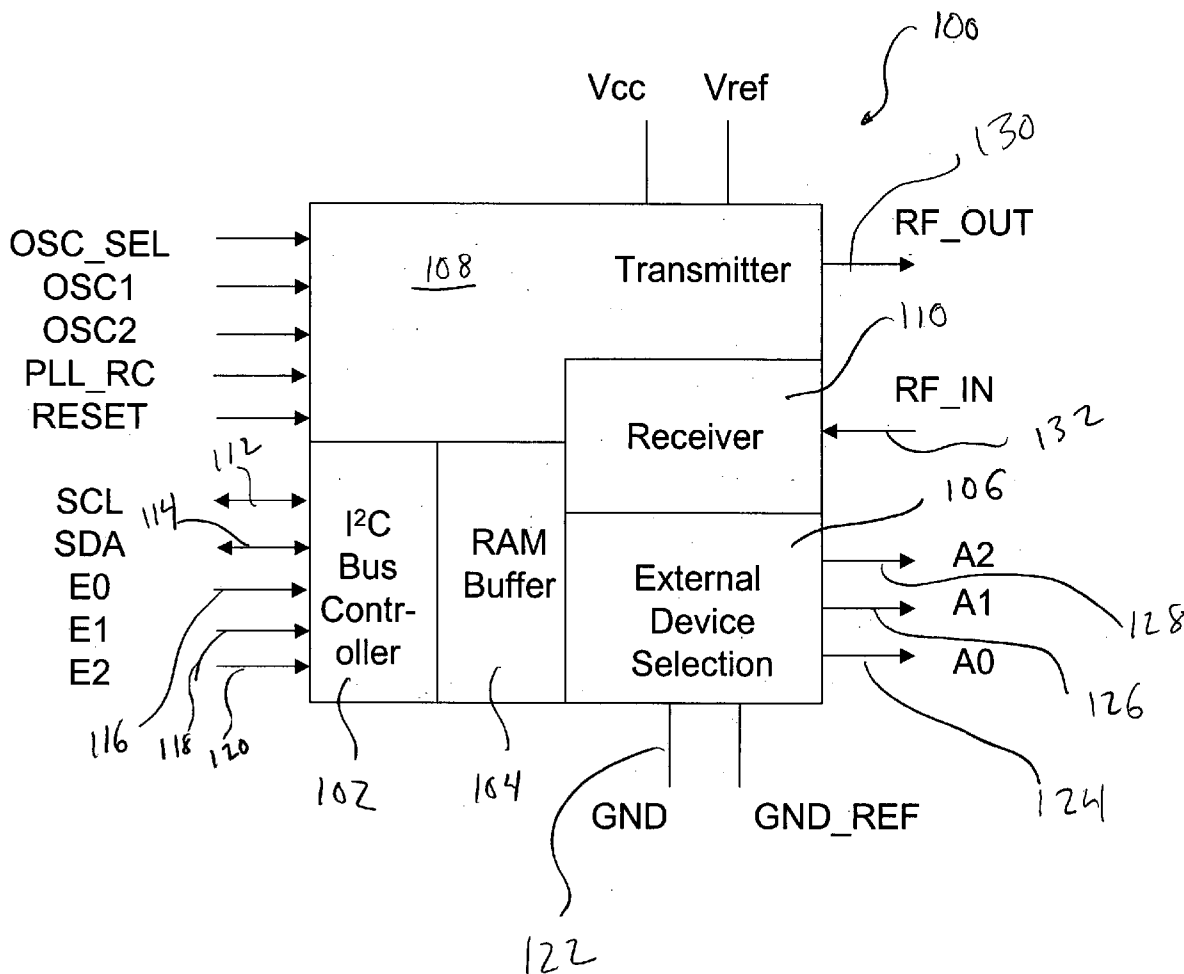 100
Vcc
Vref
130
OSC_SEL
OSC1
OSC2
PLL_RC
RESET
108
Transmitter
RF_OUT
110
Receiver
RF_IN
132
112
SCL
114
SDA
E0
E1
E2
116
118
120
I²C
Bus
Contr-
oller
RAM
Buffer
External
Device
Selection
106
A2
A1
A0
128
126
124
102
104
GND
GND_REF
122